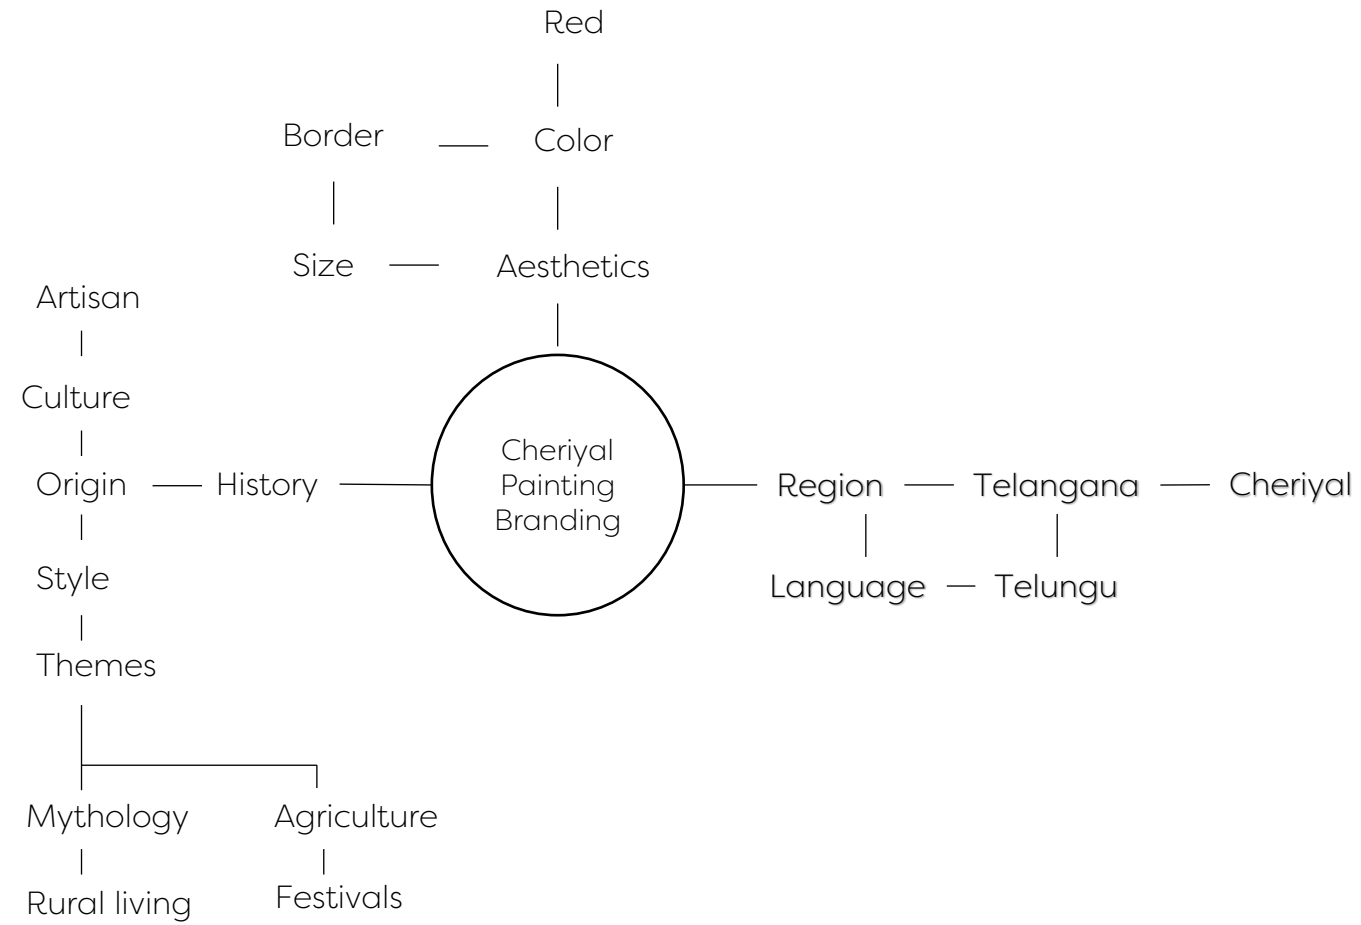 Red
Border
Color
Size
Aesthetics
Artisan
Culture
Cheriyal
Painting
Branding
Origin
History
Region
Telangana
Cheriyal
Style
Language
Telungu
Themes
Mythology
Agriculture
Rural living
Festivals